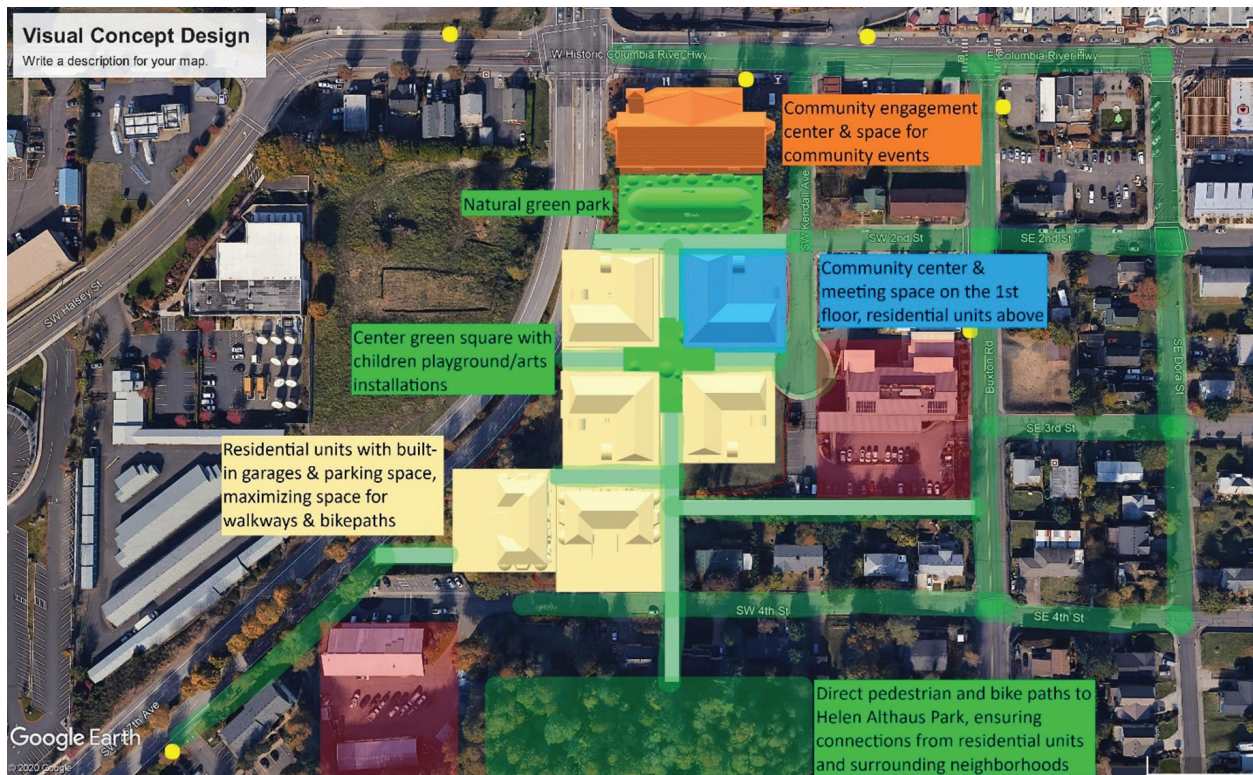 Visual Concept Design
Write a description for your map.
W Historic Columbia River Hwy
E Columbia River Hwy
Community engagement
center & space for
community events
Natural green park
SW Kendall Ave
SW 2nd St
SE 2nd St
Community center &
meeting space on the 1st
floor, residential units above
SW Halsey St
Center green square with
children playground/arts
installations
Buxton Rd
SE Dora St
SE 3rd St
Residential units with built-
in garages & parking space,
maximizing space for
walkways & bikepaths
SW 4th St
SE 4th St
Direct pedestrian and bike paths to
Helen Althaus Park, ensuring
connections from residential units
and surrounding neighborhoods
Google Earth
© 2020 Google